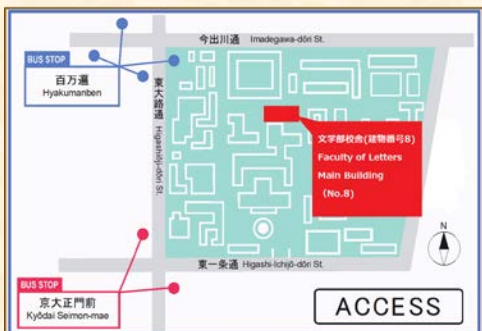 今出川通 Imadegawa-dōri St.
BUS STOP
百万遍
Hyakumanben
東大路通 Higashiōji-dōri St.
文学部校舎(建物番号8)
Faculty of Letters
Main Building
(No.8)
N
東一条通 Higashi-Ichijō-dōri St.
BUS STOP
京大正門前
Kyōdai Seimon-mae
ACCESS